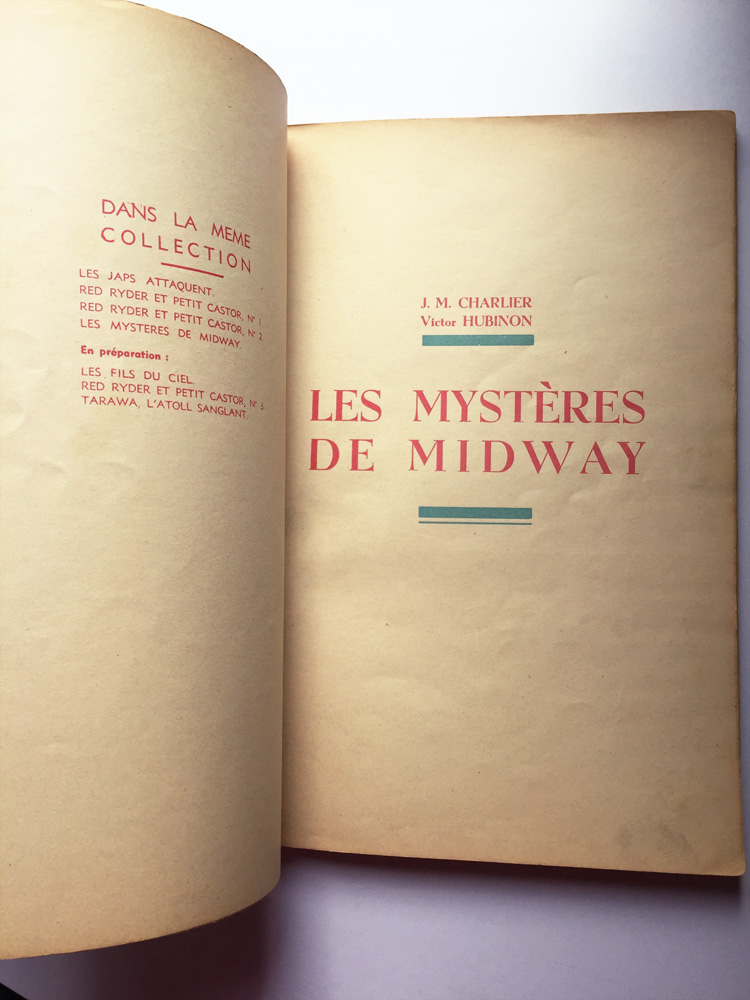 DANS LA MEME
COLLECTION
LES JAPS ATTAQUENT.
RED RYDER ET PETIT CASTOR, N° 1.
RED RYDER ET PETIT CASTOR, N° 2.
LES MYSTERES DE MIDWAY.
En préparation :
LES FILS DU CIEL.
RED RYDER ET PETIT CASTOR, N° 3.
TARAWA, L'ATOLL SANGLANT.
J. M. CHARLIER
Victor HUBINON
LES MYSTÈRES
DE MIDWAY